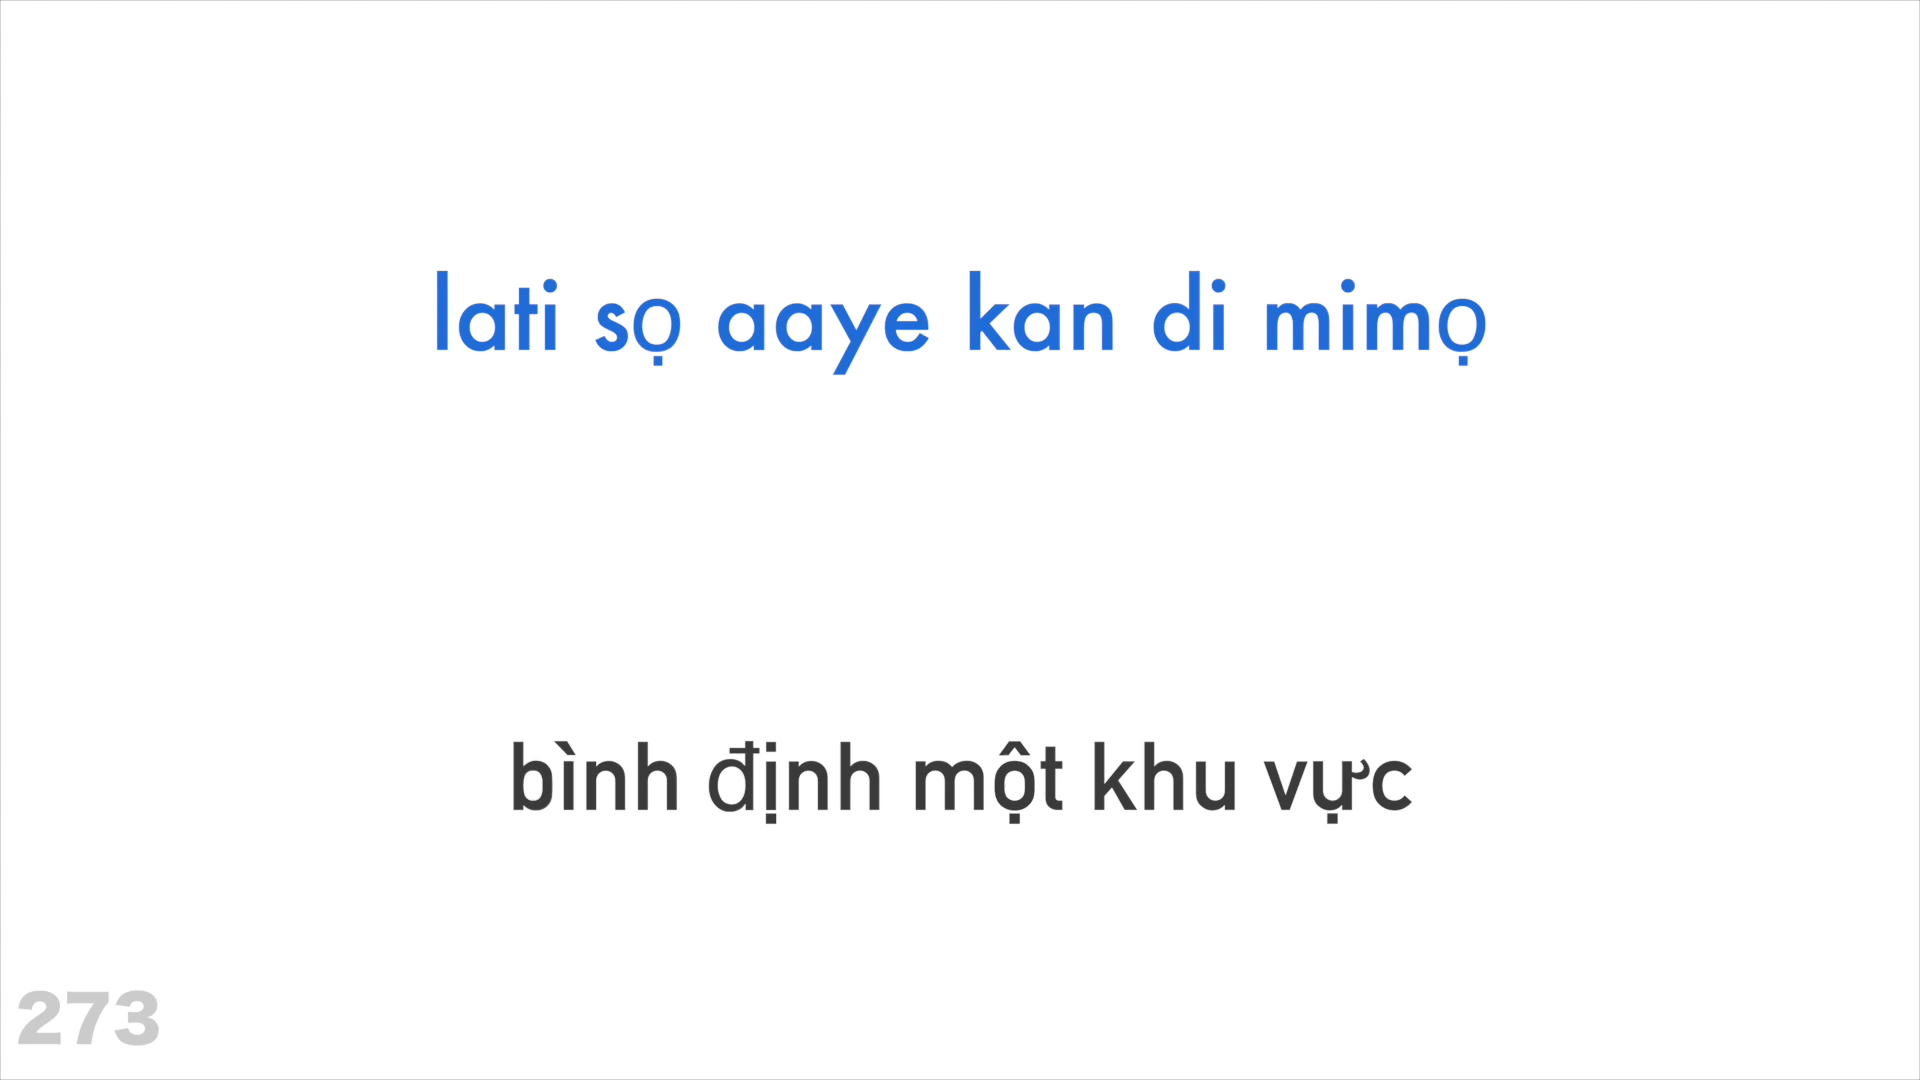 lati sọ aaye kan di mimọ
bình định một khu vực
273